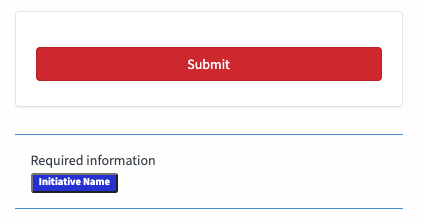 Submit
Required information
Initiative Name